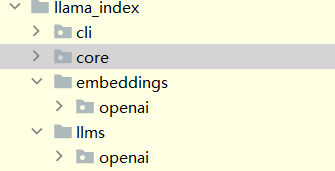 llama_index
cli
core
embeddings
openai
llms
openai